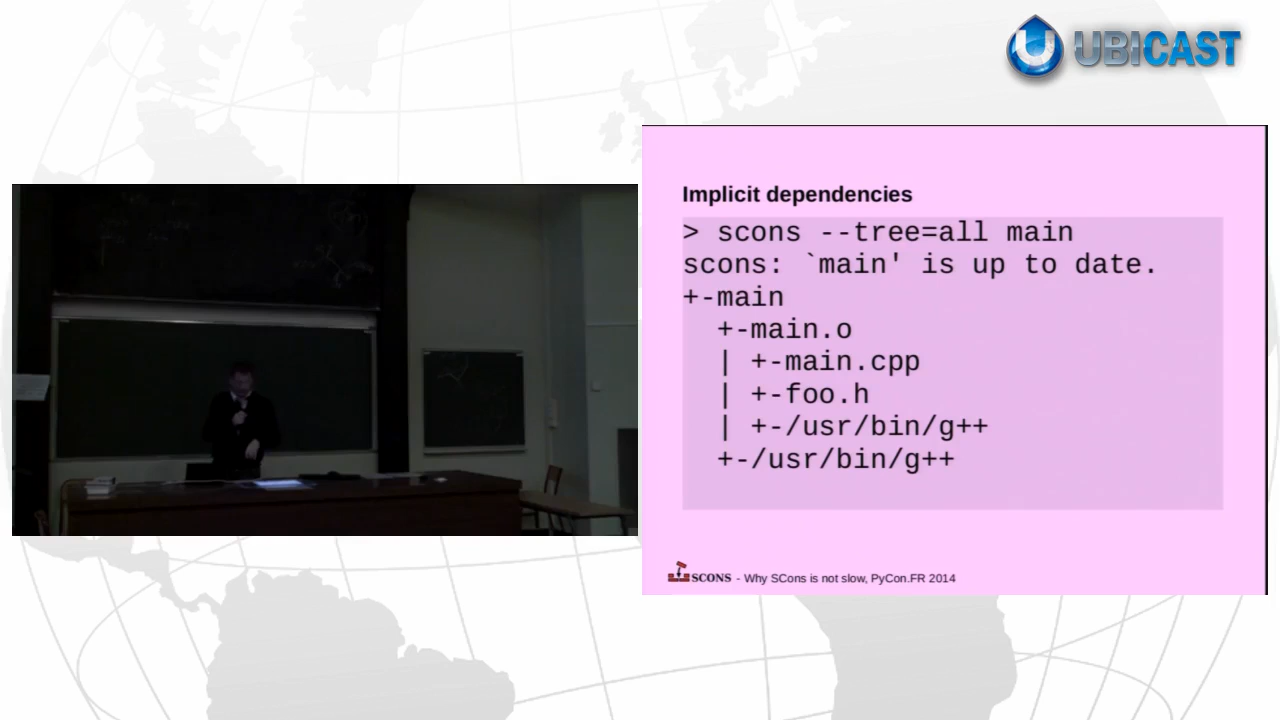 UBICAST
Implicit dependencies
> scons --tree=all main
scons: `main' is up to date.
+-main
  +-main.o
  | +-main.cpp
  | +-foo.h
  | +-/usr/bin/g++
  +-/usr/bin/g++
SCONS - Why SCons is not slow, PyCon.FR 2014